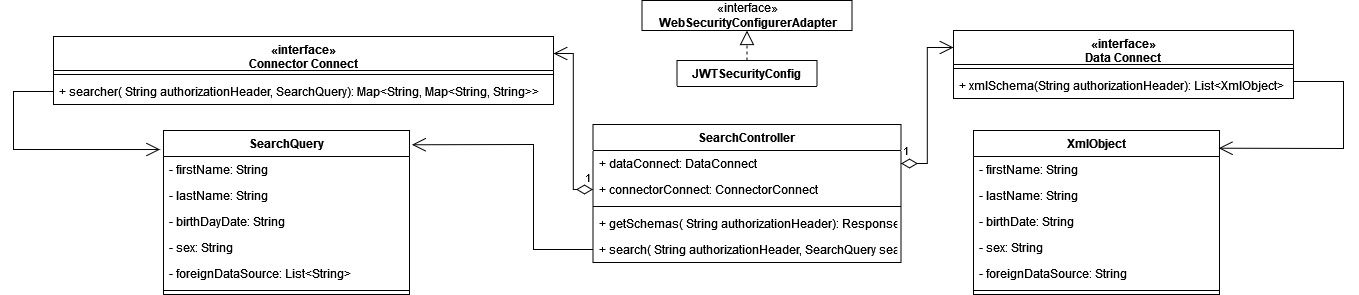 «interface»
WebSecurityConfigurerAdapter
JWTSecurityConfig
«interface»
Connector Connect
+ searcher( String authorizationHeader, SearchQuery): Map<String, Map<String, String>>
«interface»
Data Connect
+ xmlSchema(String authorizationHeader): List<XmlObject>
SearchQuery
- firstName: String
- lastName: String
- birthDayDate: String
- sex: String
- foreignDataSource: List<String>
1
SearchController
+ dataConnect: DataConnect
+ connectorConnect: ConnectorConnect
+ getSchemas( String authorizationHeader): Response
+ search( String authorizationHeader, SearchQuery sea
1
XmlObject
- firstName: String
- lastName: String
- birthDate: String
- sex: String
- foreignDataSource: String